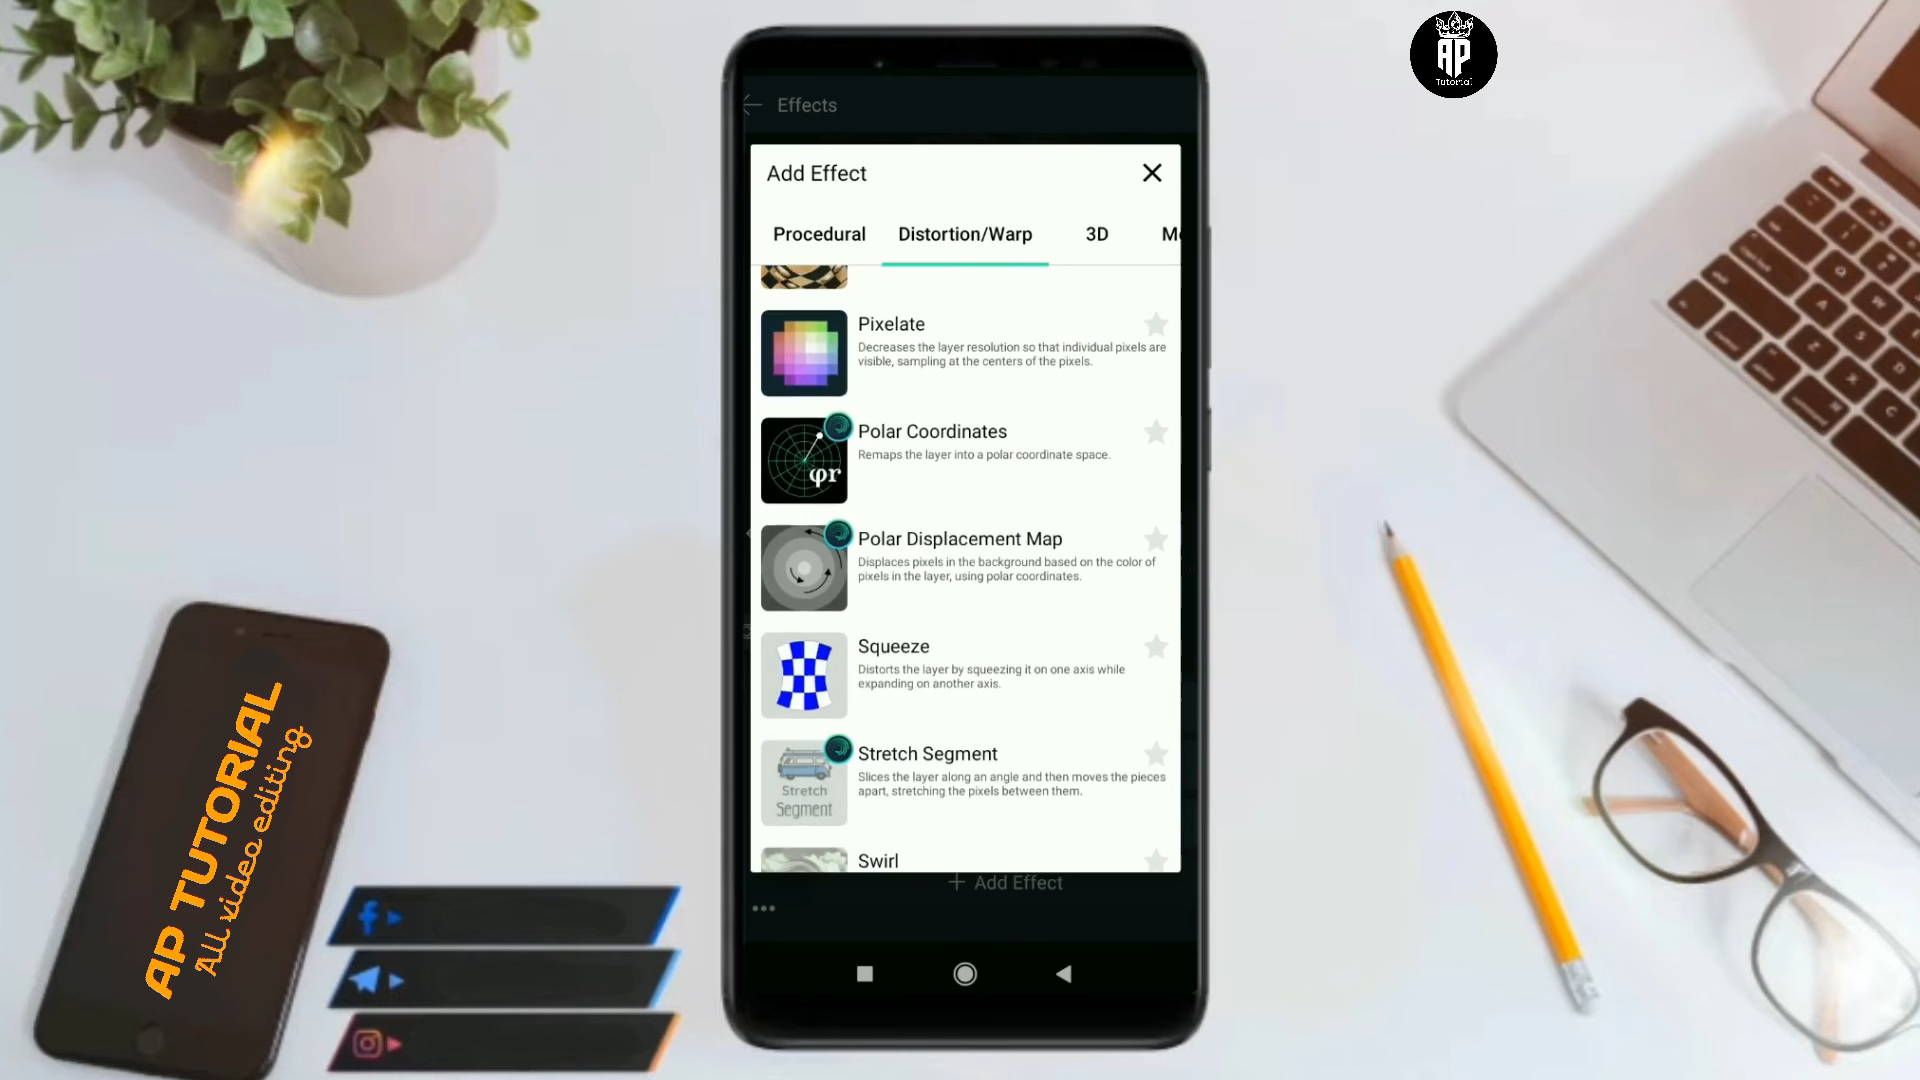 AP
Tutorial
Effects
Add Effect
Procedural
Distortion/Warp
3D
Pixelate
Decreases the layer resolution so that individual pixels are
visible, sampling at the centers of the pixels.
Polar Coordinates
Remaps the layer into a polar coordinate space.
φr
Polar Displacement Map
Displaces pixels in the background based on the color of
pixels in the layer, using polar coordinates.
Squeeze
Distorts the layer by squeezing it on one axis while
expanding on another axis.
Stretch Segment
Slices the layer along an angle and then moves the pieces
apart, stretching the pixels between them.
Stretch
Segment
Swirl
+ Add Effect
AP TUTORIAL
All video editing